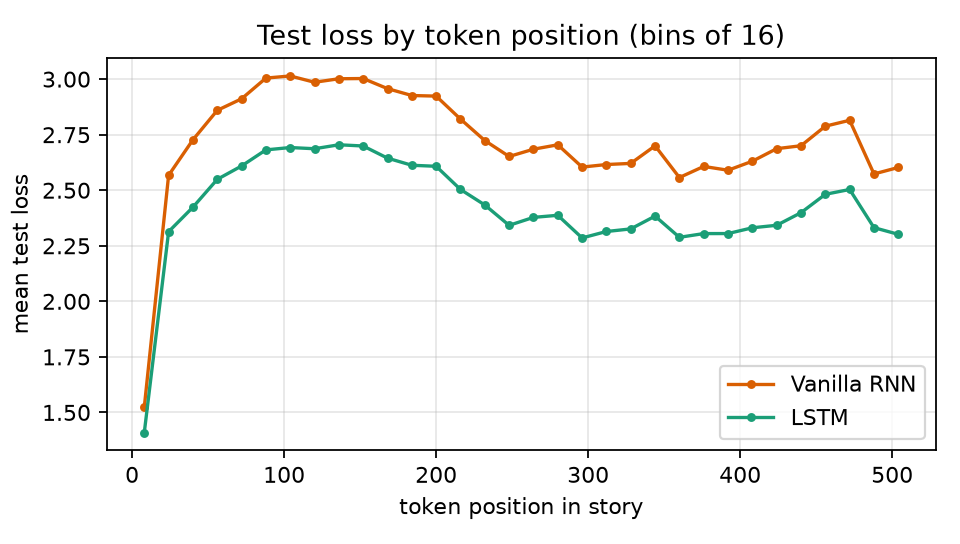 Test loss by token position (bins of 16)
3.00
2.75
2.50
2.25
2.00
1.75
1.50
mean test loss
Vanilla RNN
LSTM
0
100
200
300
400
500
token position in story